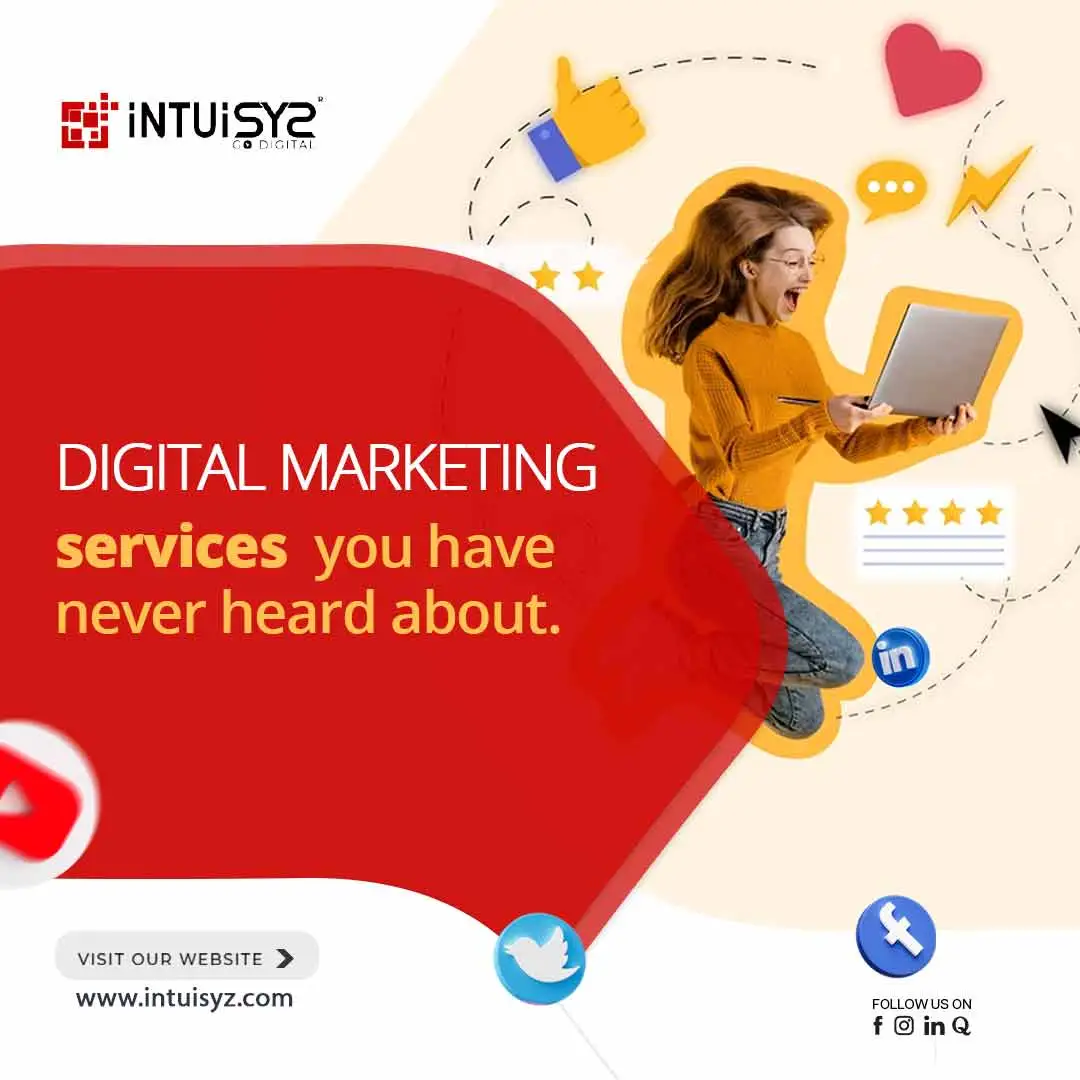 iNTUiSYZ®
GO DIGITAL
DIGITAL MARKETING
services you have
never heard about.
in
f
VISIT OUR WEBSITE
www.intuisyz.com
FOLLOW US ON